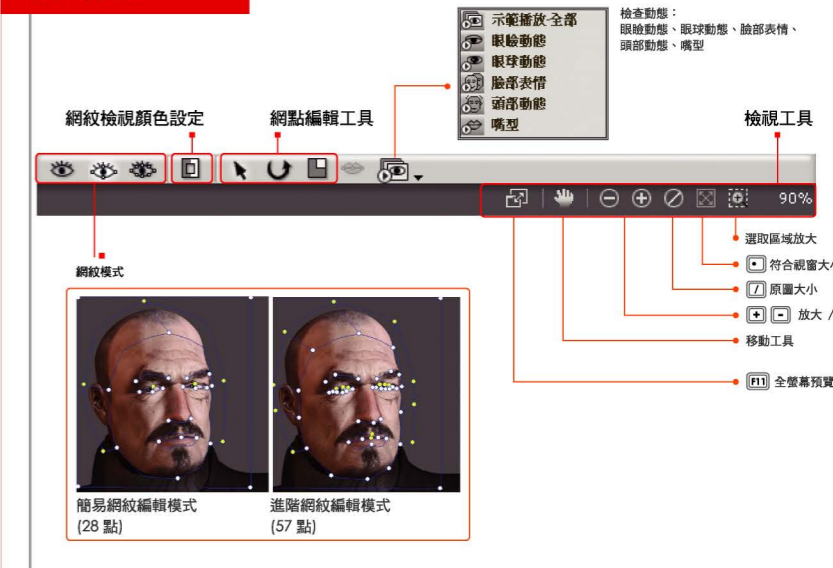 示範播放-全部
眼瞼動態
眼球動態
臉部表情
頭部動態
嘴型
檢查動態：
眼瞼動態、眼球動態、臉部表情、
頭部動態、嘴型
網紋檢視顏色設定
網點編輯工具
檢視工具
90%
選取區域放大
符合視窗大小
/ 原圖大小
+ - 放大 /
移動工具
F11 全螢幕預覽
網紋模式
簡易網紋編輯模式
(28 點)
進階網紋編輯模式
(57 點)